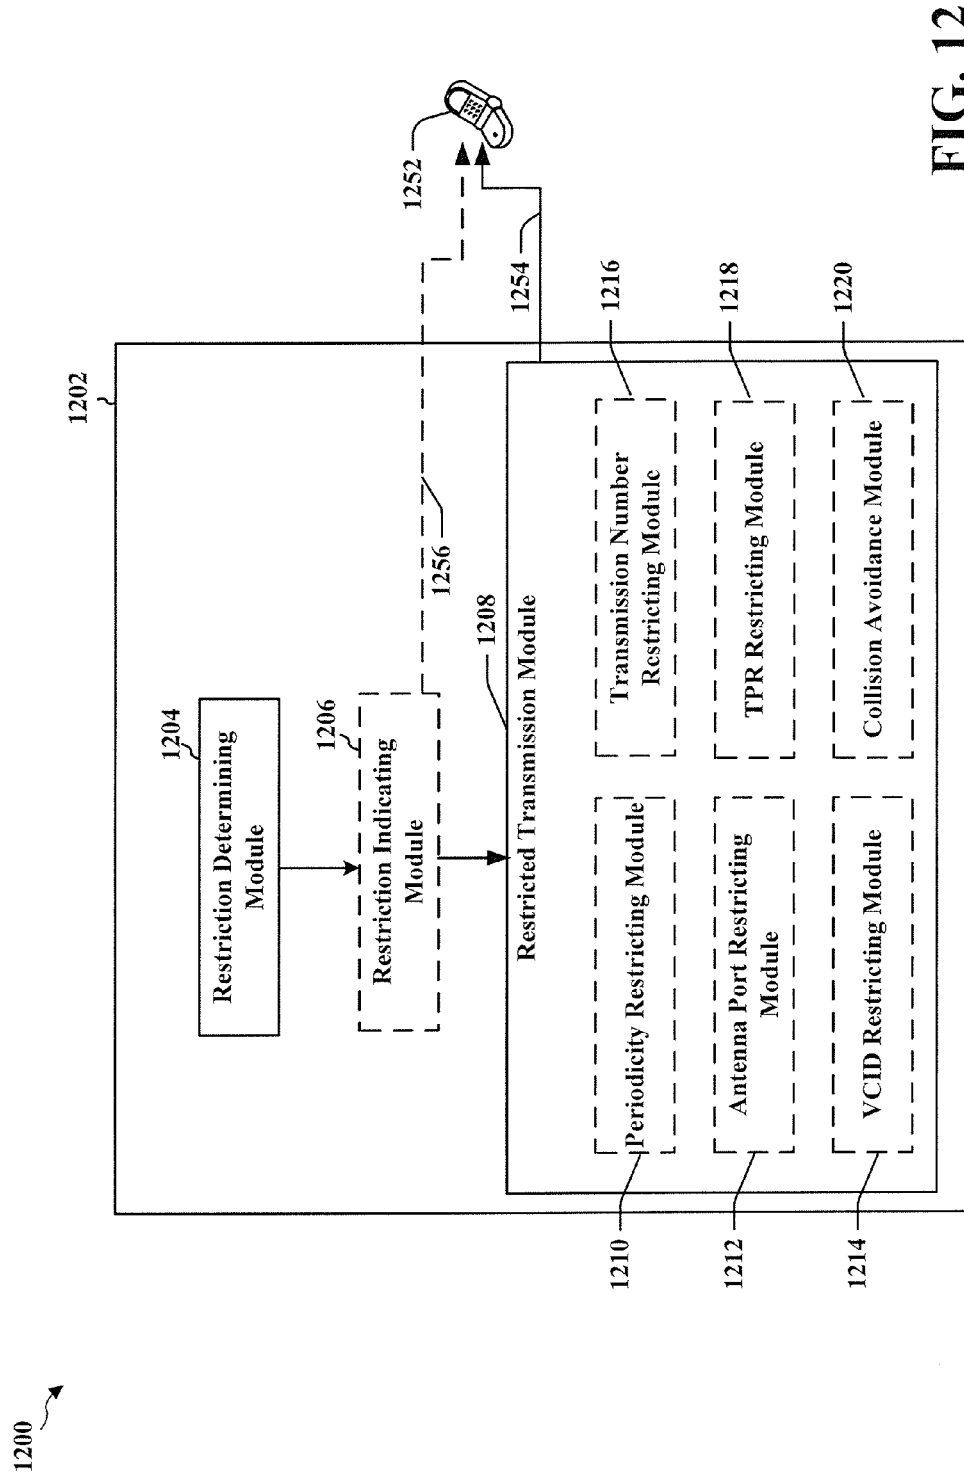 1200
1202
1204
Restriction Determining
Module
1206
Restriction Indicating
Module
1256
1252
1254
1208
Restricted Transmission Module
1210
Periodicity Restricting Module
1216
Transmission Number
Restricting Module
1212
Antenna Port Restricting
Module
1218
TPR Restricting Module
1214
VCID Restricting Module
1220
Collision Avoidance Module
FIG. 12